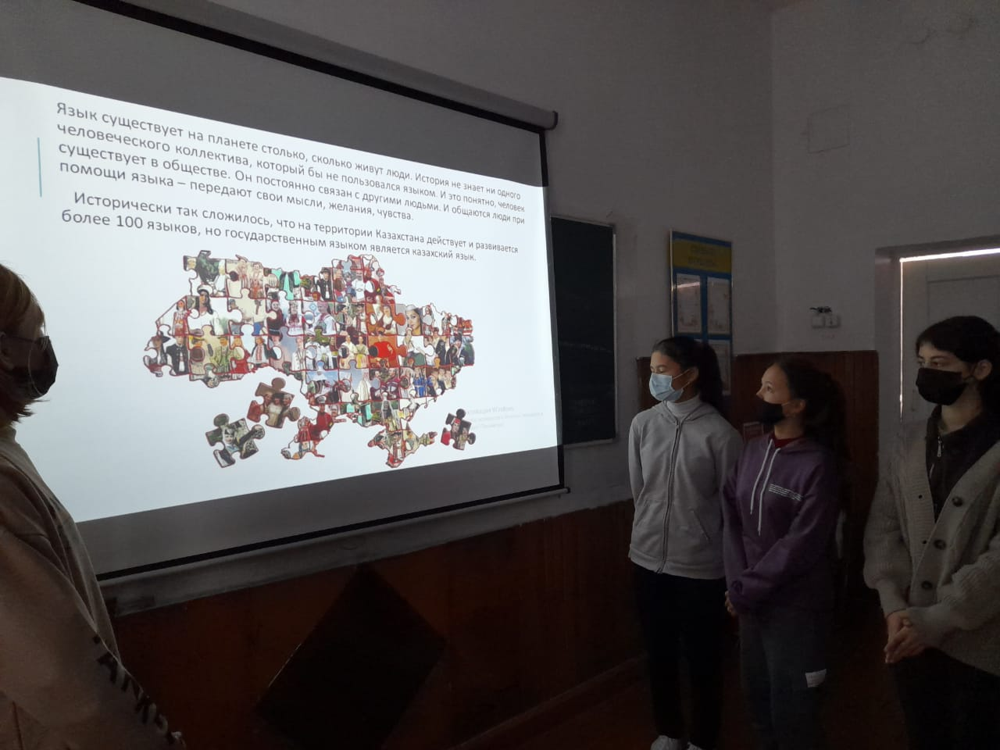 Язык существует на планете столько, сколько живут люди. История не знает ни одного
человеческого коллектива, который бы не пользовался языком. И это понятно, человек
существует в обществе. Он постоянно связан с другими людьми. И общаются люди при
помощи языка – передают свои мысли, желания, чувства.
Исторически так сложилось, что на территории Казахстана действует и развивается
более 100 языков, но государственным языком является казахский язык.
Windows